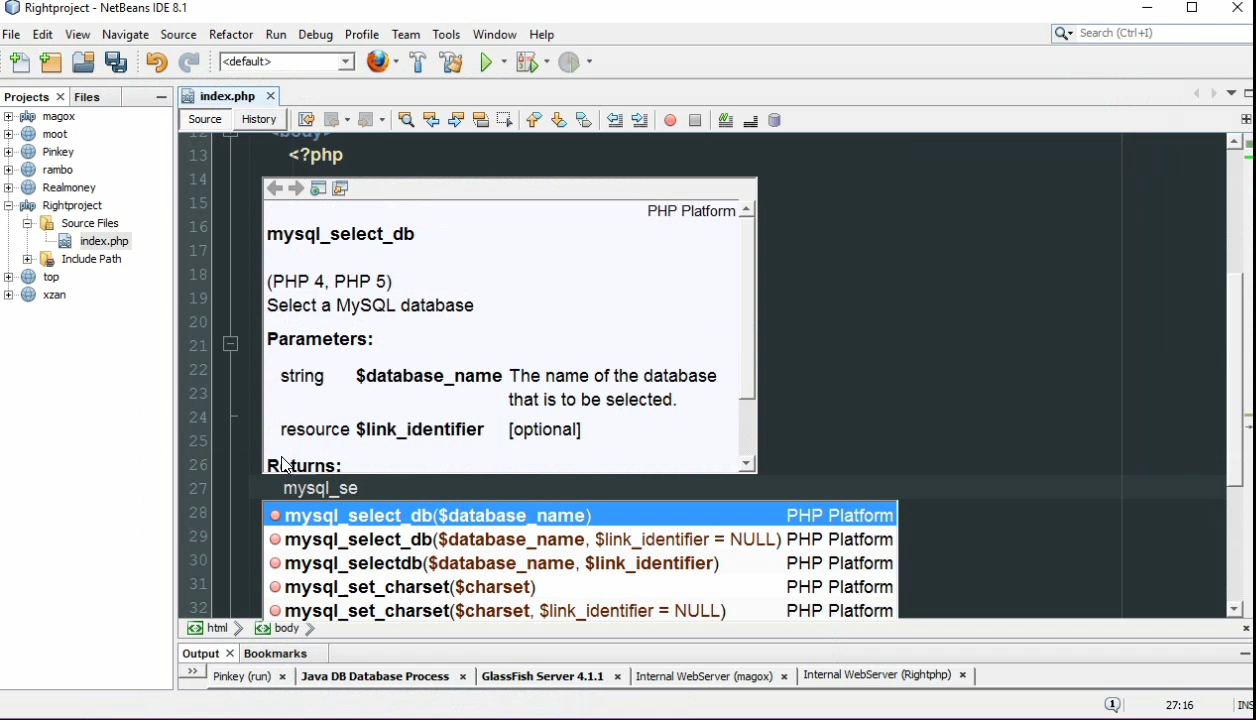 Rightproject - NetBeans IDE 8.1
File Edit View Navigate Source Refactor Run Debug Profile Team Tools Window Help
Search (Ctrl+I)
<default>
Projects Files
index.php
Source History
magox
moot
Pinkey
rambo
Realmoney
Rightproject
Source Files
index.php
Include Path
top
xzan
13 <?php
14
15
16
17
18
19
20
21
22
23
24
25
26
27 mysql_se
28
29
30
31
32
PHP Platform
mysql_select_db
(PHP 4, PHP 5)
Select a MySQL database
Parameters:
string $database_name The name of the database
that is to be selected.
resource $link_identifier [optional]
Returns:
mysql_select_db($database_name) PHP Platform
mysql_select_db($database_name, $link_identifier = NULL) PHP Platform
mysql_selectdb($database_name, $link_identifier) PHP Platform
mysql_set_charset($charset) PHP Platform
mysql_set_charset($charset, $link_identifier = NULL) PHP Platform
html body
Output Bookmarks
Pinkey (run) Java DB Database Process GlassFish Server 4.1.1 Internal WebServer (magox) Internal WebServer (Rightphp)
1 27:16 INS